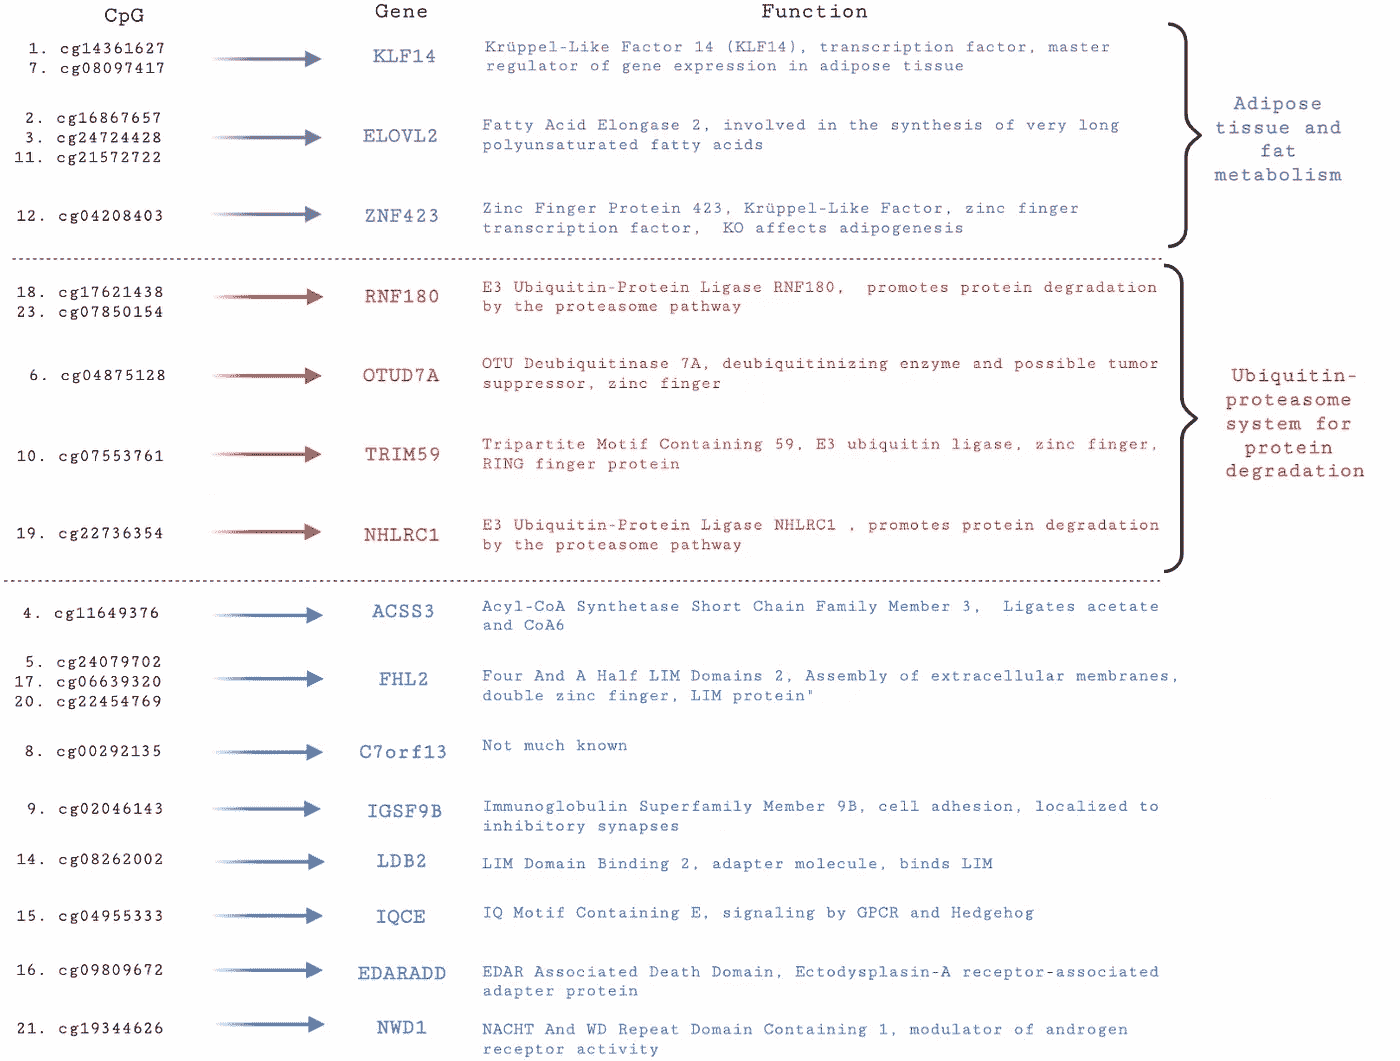 CpG Gene Function
1. cg14361627
7. cg08097417
KLF14
Krüppel-Like Factor 14 (KLF14), transcription factor, master
regulator of gene expression in adipose tissue
2. cg16867657
3. cg24724428
11. cg21572722
ELOVL2
Fatty Acid Elongase 2, involved in the synthesis of very long
polyunsaturated fatty acids
12. cg04208403
ZNF423
Zinc Finger Protein 423, Krüppel-Like Factor, zinc finger
transcription factor, KO affects adipogenesis
Adipose
tissue and
fat
metabolism
18. cg17621438
23. cg07850154
RNF180
E3 Ubiquitin-Protein Ligase RNF180, promotes protein degradation
by the proteasome pathway
6. cg04875128
OTUD7A
OTU Deubiquitinase 7A, deubiquitinizing enzyme and possible tumor
suppressor, zinc finger
10. cg07553761
TRIM59
Tripartite Motif Containing 59, E3 ubiquitin ligase, zinc finger,
RING finger protein
19. cg22736354
NHLRC1
E3 Ubiquitin-Protein Ligase NHLRC1 , promotes protein degradation
by the proteasome pathway
Ubiquitin-
proteasome
system for
protein
degradation
4. cg11649376
ACSS3
Acyl-CoA Synthetase Short Chain Family Member 3, Ligates acetate
and CoA6
5. cg24079702
17. cg06639320
20. cg22454769
FHL2
Four And A Half LIM Domains 2, Assembly of extracellular membranes,
double zinc finger, LIM protein"
8. cg00292135
C7orf13
Not much known
9. cg02046143
IGSF9B
Immunoglobulin Superfamily Member 9B, cell adhesion, localized to
inhibitory synapses
14. cg08262002
LDB2
LIM Domain Binding 2, adapter molecule, binds LIM
15. cg04955333
IQCE
IQ Motif Containing E, signaling by GPCR and Hedgehog
16. cg09809672
EDARADD
EDAR Associated Death Domain, Ectodysplasin-A receptor-associated
adapter protein
21. cg19344626
NWD1
NACHT And WD Repeat Domain Containing 1, modulator of androgen
receptor activity